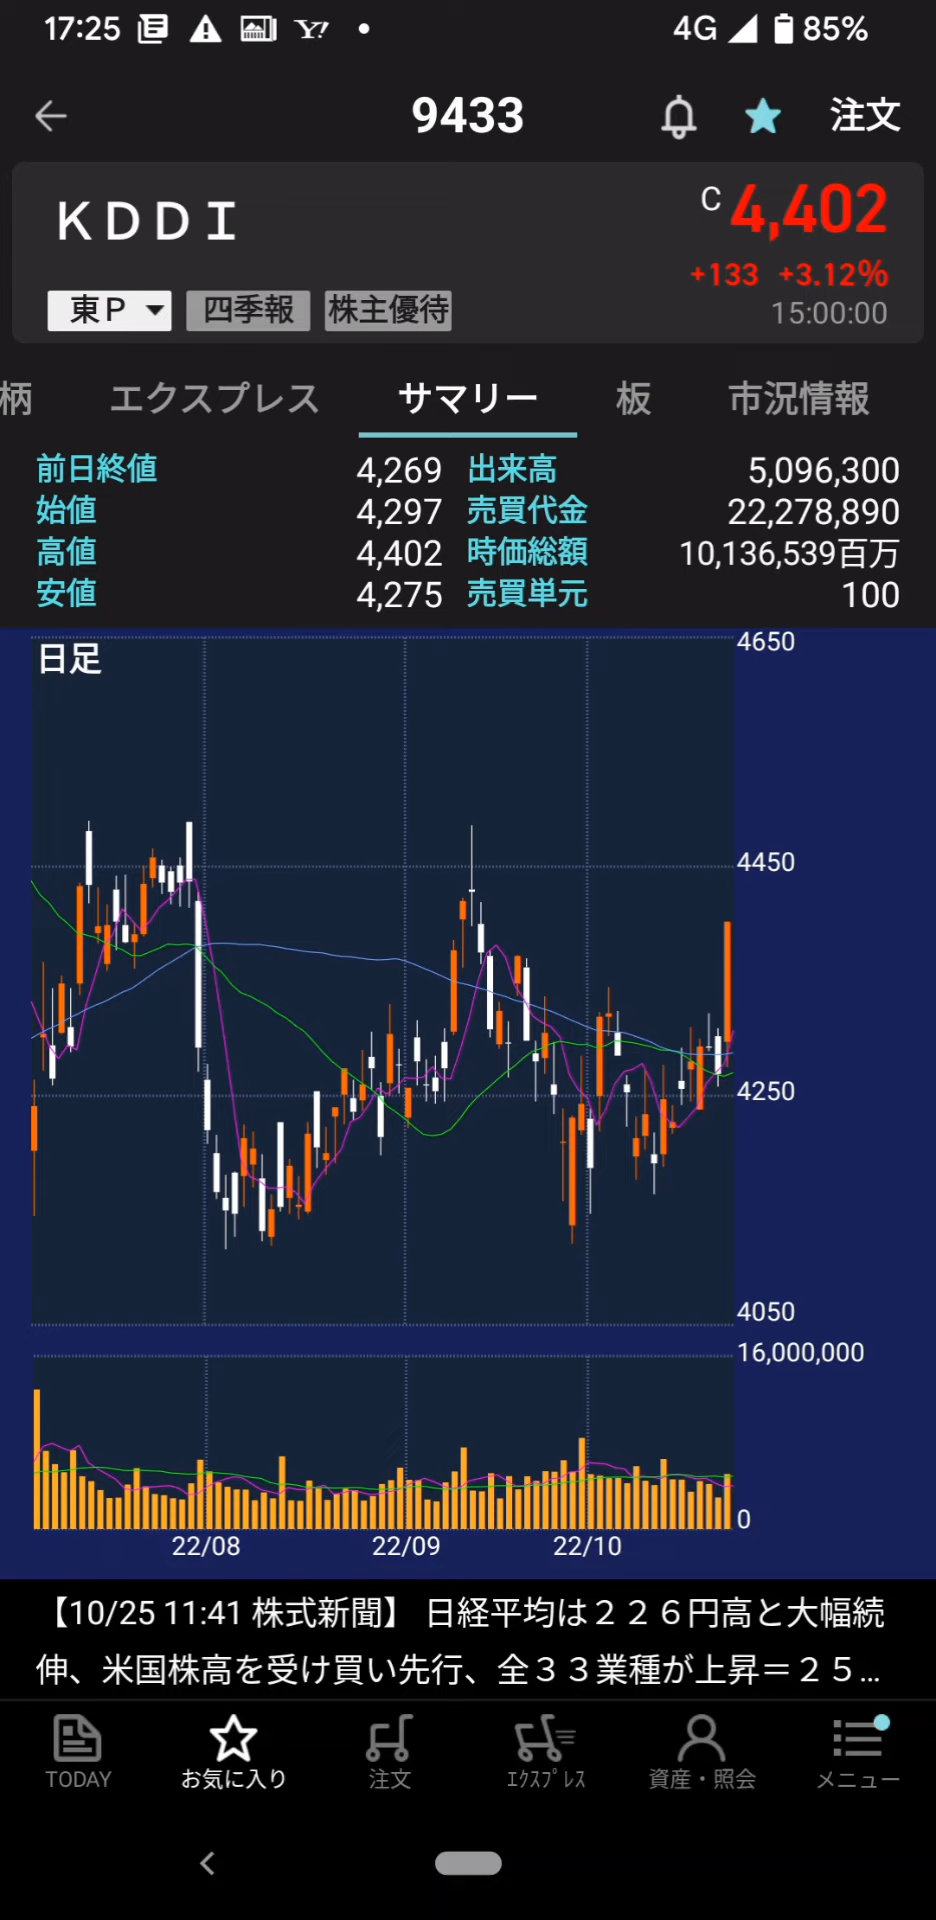 17:25 Y! 4G 85%
9433 注文
ＫＤＤＩ
C 4,402
+133 +3.12%
東Ｐ 四季報 株主優待 15:00:00
柄 エクスプレス サマリー 板 市況情報
前日終値 4,269 出来高 5,096,300
始値 4,297 売買代金 22,278,890
高値 4,402 時価総額 10,136,539百万
安値 4,275 売買単元 100
日足
4650
4450
4250
4050
16,000,000
0
22/08 22/09 22/10
【10/25 11:41 株式新聞】 日経平均は２２６円高と大幅続
伸、米国株高を受け買い先行、全３３業種が上昇＝２５...
TODAY お気に入り 注文 ｴｸｽﾌﾟﾚｽ 資産・照会 メニュー